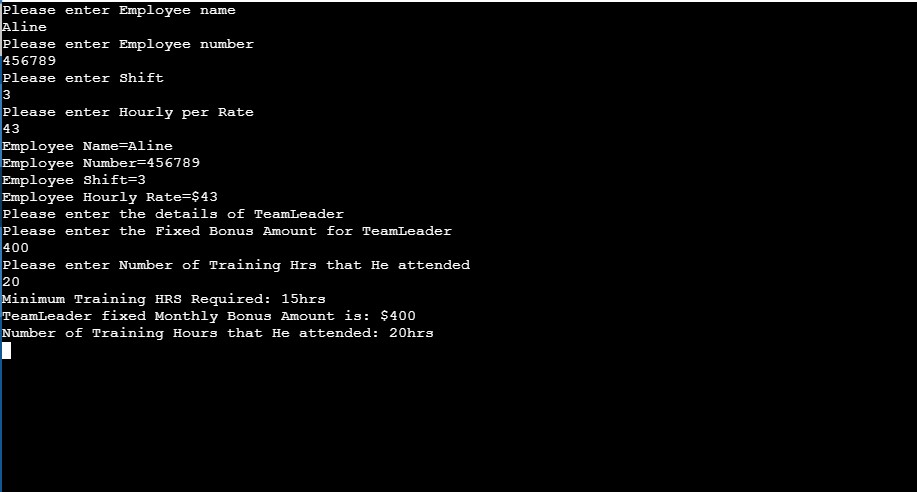 Please enter Employee name
Aline
Please enter Employee number
456789
Please enter Shift
3
Please enter Hourly per Rate
43
Employee Name=Aline
Employee Number=456789
Employee Shift=3
Employee Hourly Rate=$43
Please enter the details of TeamLeader
Please enter the Fixed Bonus Amount for TeamLeader
400
Please enter Number of Training Hrs that He attended
20
Minimum Training HRS Required: 15hrs
TeamLeader fixed Monthly Bonus Amount is: $400
Number of Training Hours that He attended: 20hrs